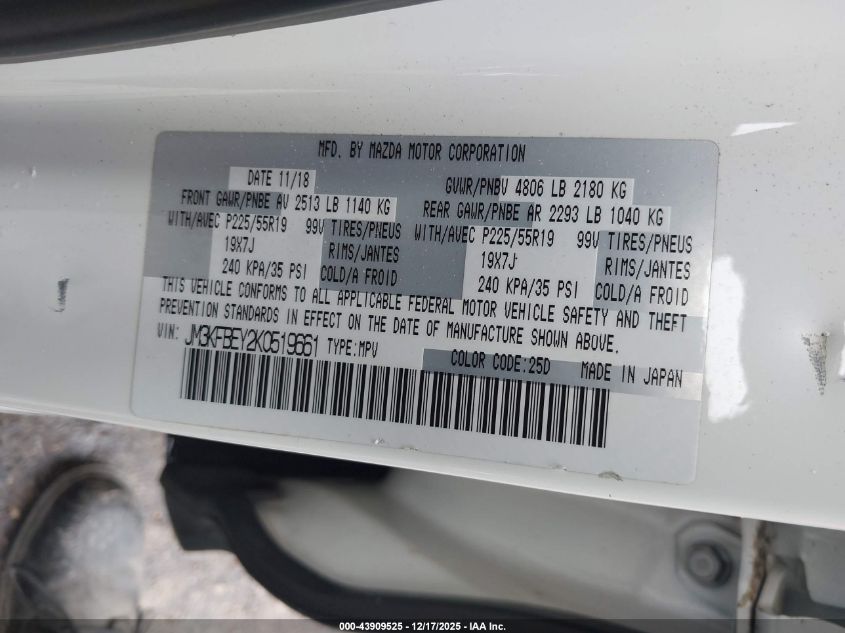 MFD. BY MAZDA MOTOR CORPORATION
DATE 11/18 GVWR/PNBV 4806 LB 2180 KG
FRONT GAWR/PNBE AV 2513 LB 1140 KG REAR GAWR/PNBE AR 2293 LB 1040 KG
WITH/AVEC P225/55R19 99V TIRES/PNEUS WITH/AVEC P225/55R19 99V TIRES/PNEUS
19X7J RIMS/JANTES 19X7J RIMS/JANTES
240 KPA/35 PSI COLD/A FROID 240 KPA/35 PSI COLD/A FROID
THIS VEHICLE CONFORMS TO ALL APPLICABLE FEDERAL MOTOR VEHICLE SAFETY AND THEFT
PREVENTION STANDARDS IN EFFECT ON THE DATE OF MANUFACTURE SHOWN ABOVE.
VIN: JM3KFBEY2K0519661 TYPE:MPV
COLOR CODE:25D MADE IN JAPAN
000-43909525 - 12/17/2025 - IAA Inc.